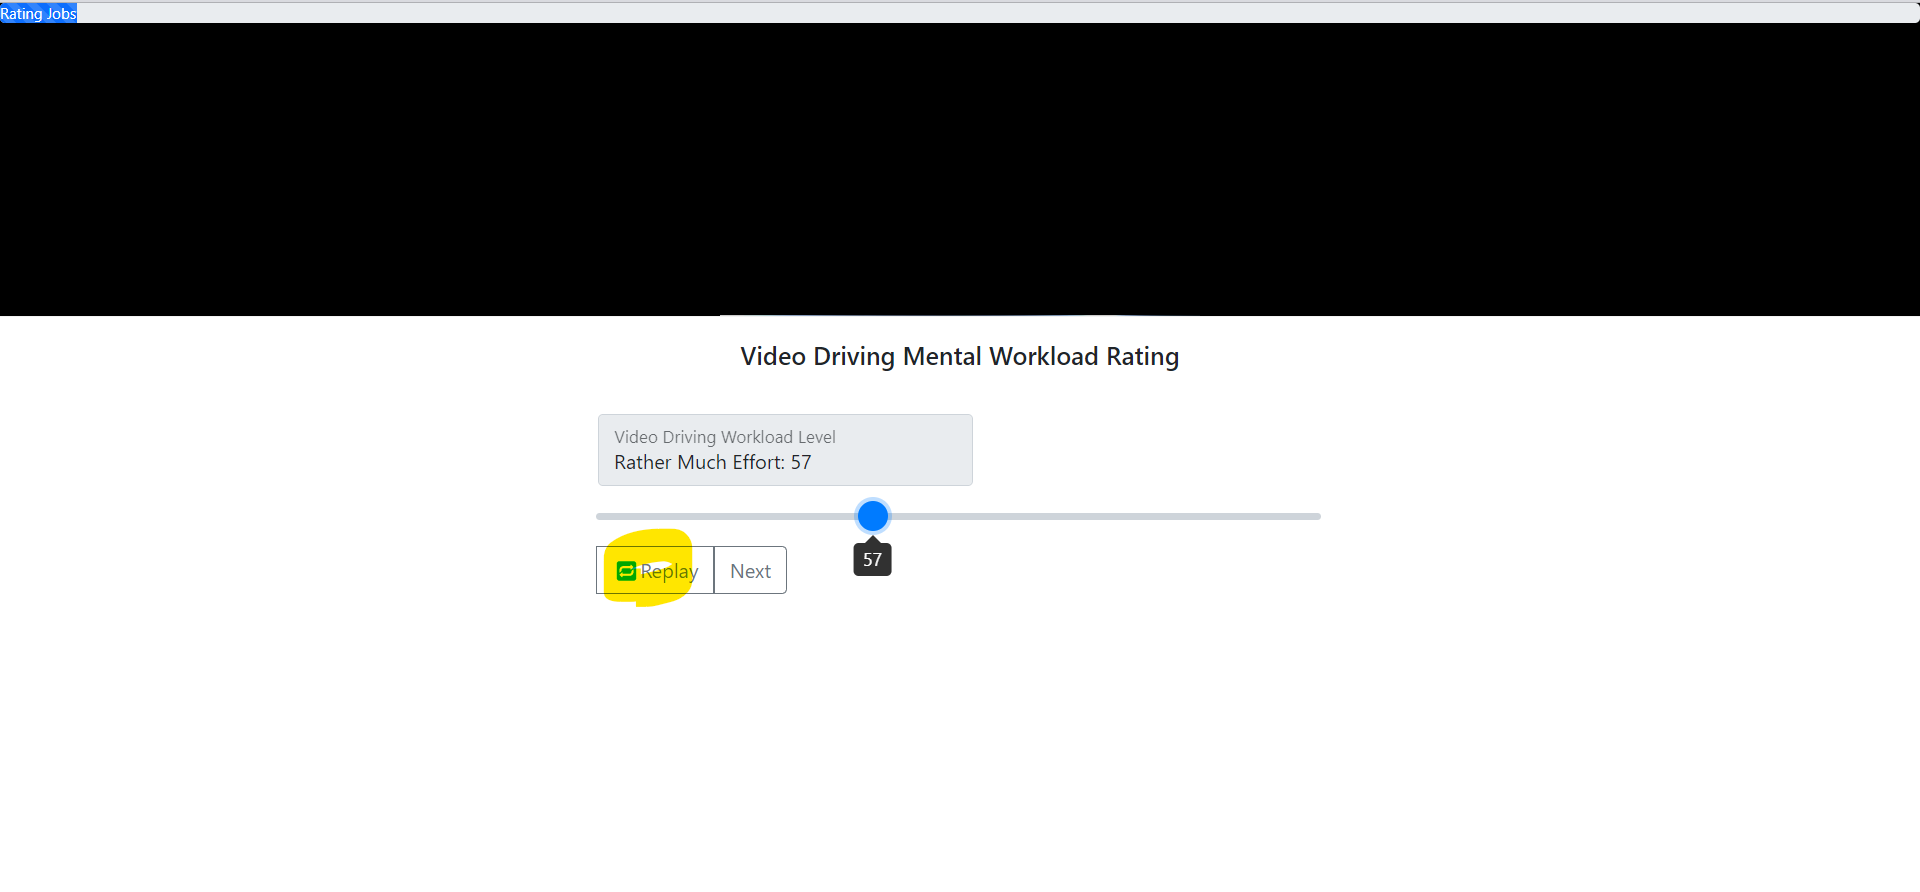 Rating Jobs
Video Driving Mental Workload Rating
Video Driving Workload Level
Rather Much Effort: 57
57
Replay
Next